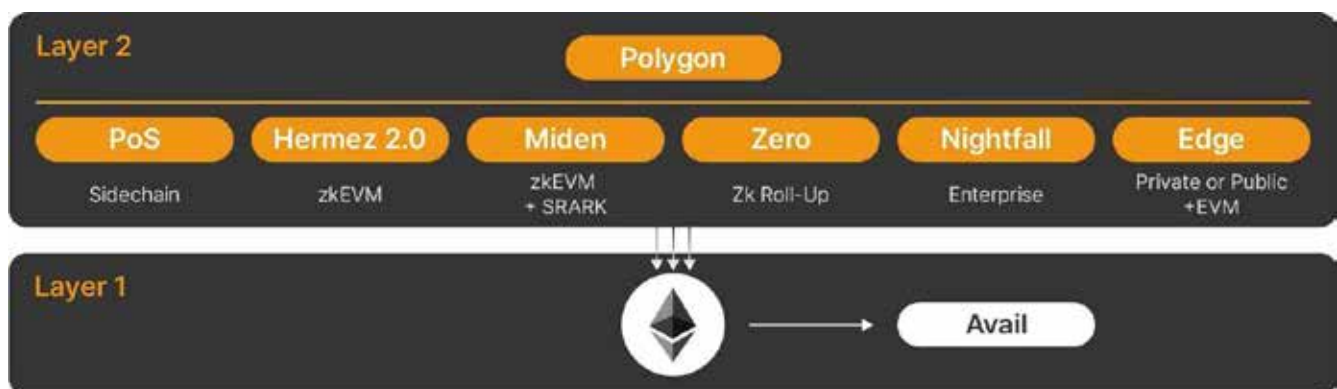 Layer 2
Polygon
PoS
Hermez 2.0
Miden
Zero
Nightfall
Edge
Sidechain
zkEVM
zkEVM
+ SRARK
Zk Roll-Up
Enterprise
Private or Public
+EVM
Layer 1
Avail